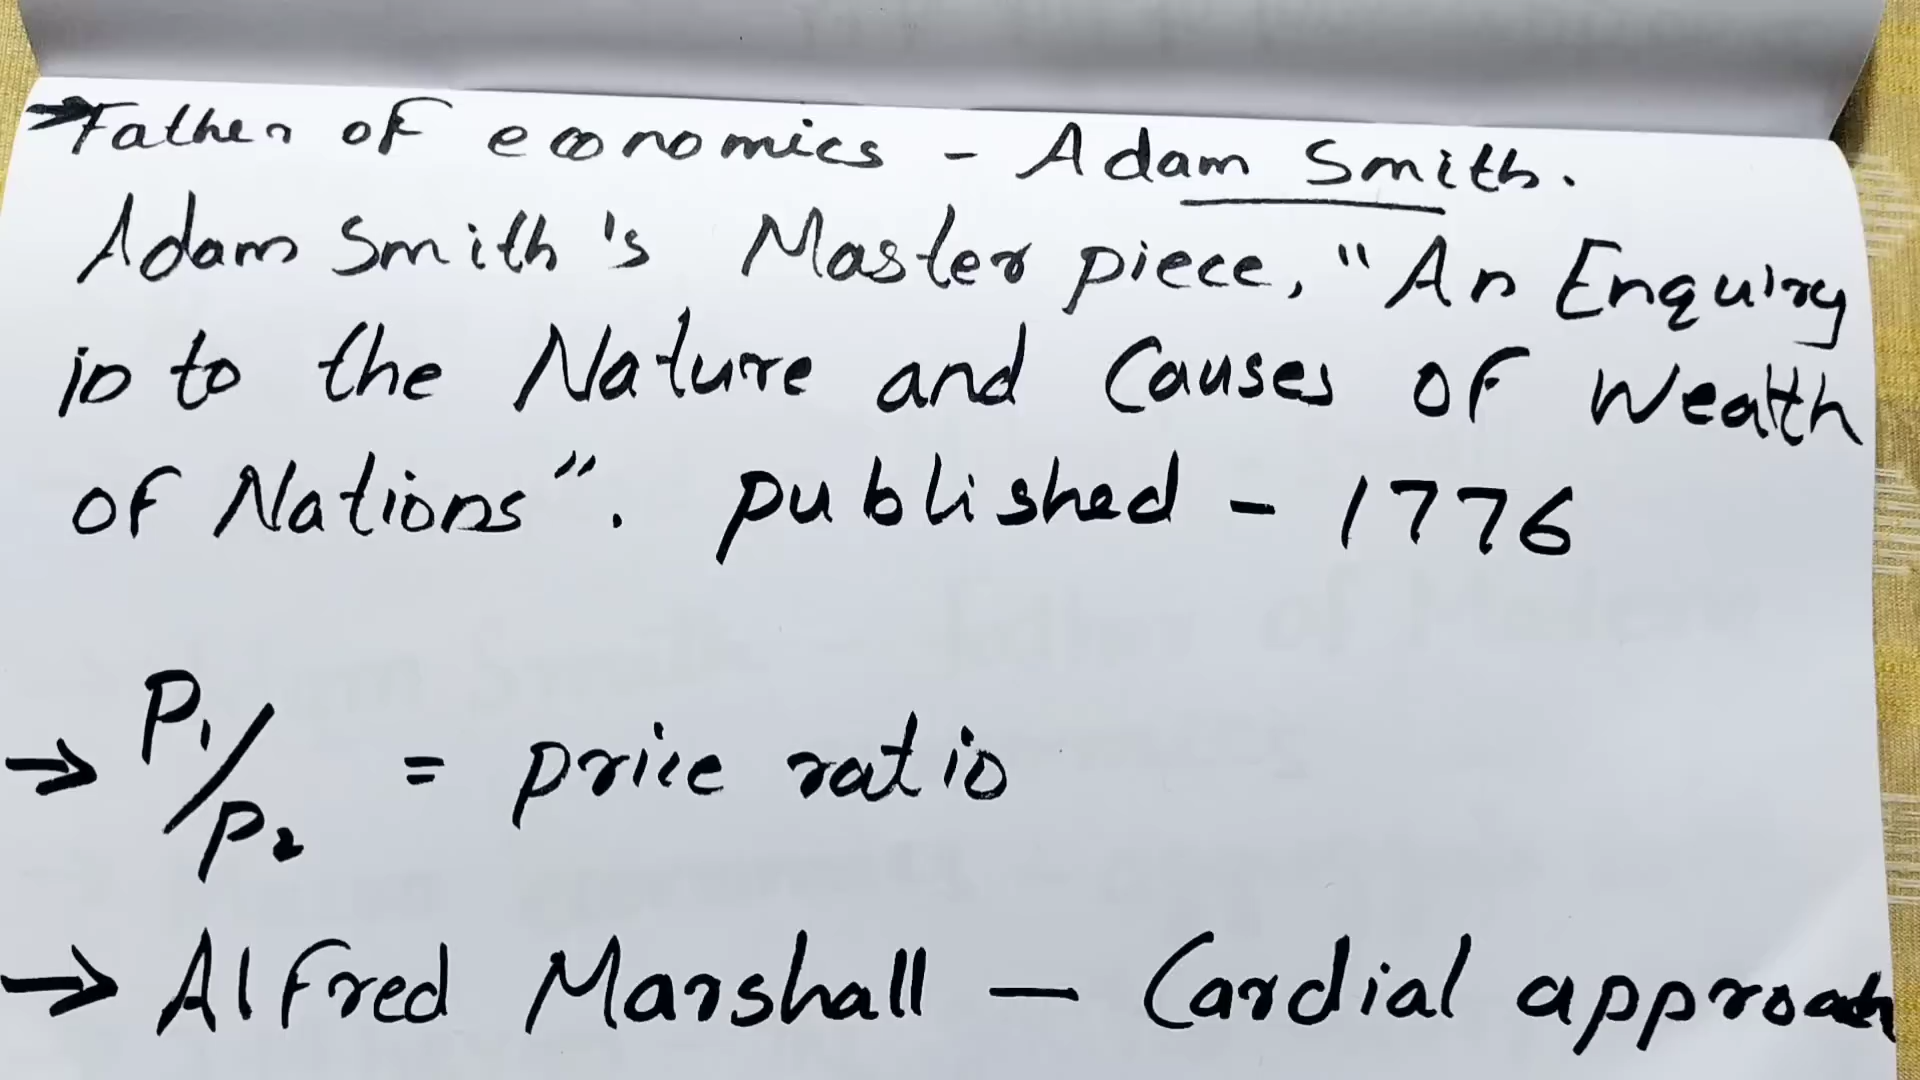 →Father of economics - Adam Smith.
Adam Smith's Master piece, "An Enquiry
in to the Nature and Causes of Wealth
of Nations". published - 1776
→ P1/P2 = price ratio
→ Alfred Marshall - Cardial approach